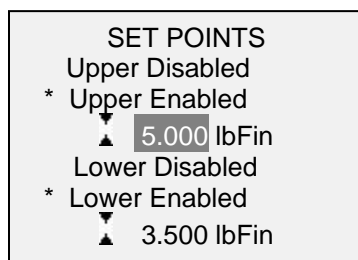 SET POINTS
Upper Disabled
* Upper Enabled
5.000 lbFin
Lower Disabled
* Lower Enabled
3.500 lbFin